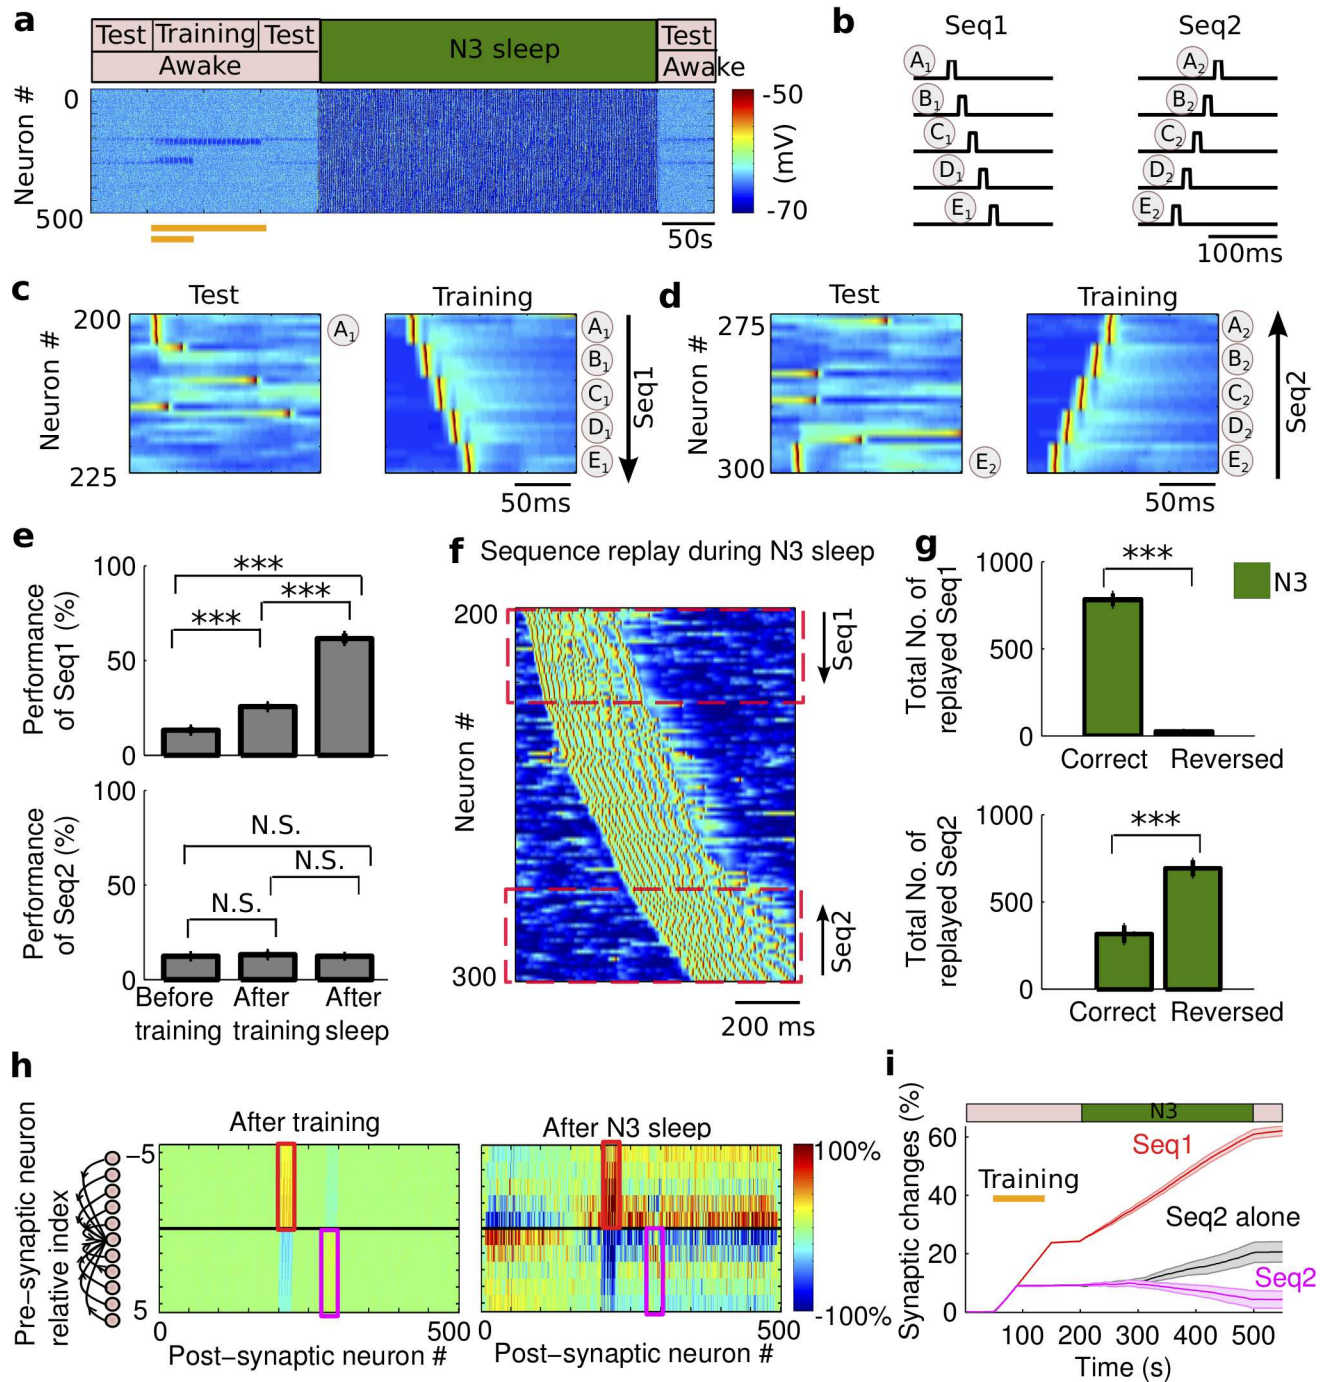 a
Test Training Test N3 sleep Test
Awake Awake
Neuron #
0
500
-50
(mV)
-70
50s
b
Seq1 Seq2
A1 A2
B1 B2
C1 C2
D1 D2
E1 E2
100ms
c
Test Training
Neuron #
200
225
A1
A1
B1
C1
D1
E1
Seq1
50ms
d
Test Training
Neuron #
275
300
E2
A2
B2
C2
D2
E2
Seq2
50ms
e
Performance
of Seq1 (%)
100
50
0
***
*** ***
Performance
of Seq2 (%)
100
50
0
N.S.
N.S.
N.S.
Before After After
training training sleep
f Sequence replay during N3 sleep
Neuron #
200
300
Seq1
Seq2
200 ms
g
Total No. of
replayed Seq1
1000
500
0
***
N3
Correct Reversed
Total No. of
replayed Seq2
1000
500
0
***
Correct Reversed
h
Pre−synaptic neuron
relative index
After training After N3 sleep
−5
5
0 500 0 500
Post−synaptic neuron # Post−synaptic neuron #
100%
-100%
i
Synaptic changes (%)
N3
60
40
20
0
Seq1
Training
Seq2 alone
Seq2
100 200 300 400 500
Time (s)